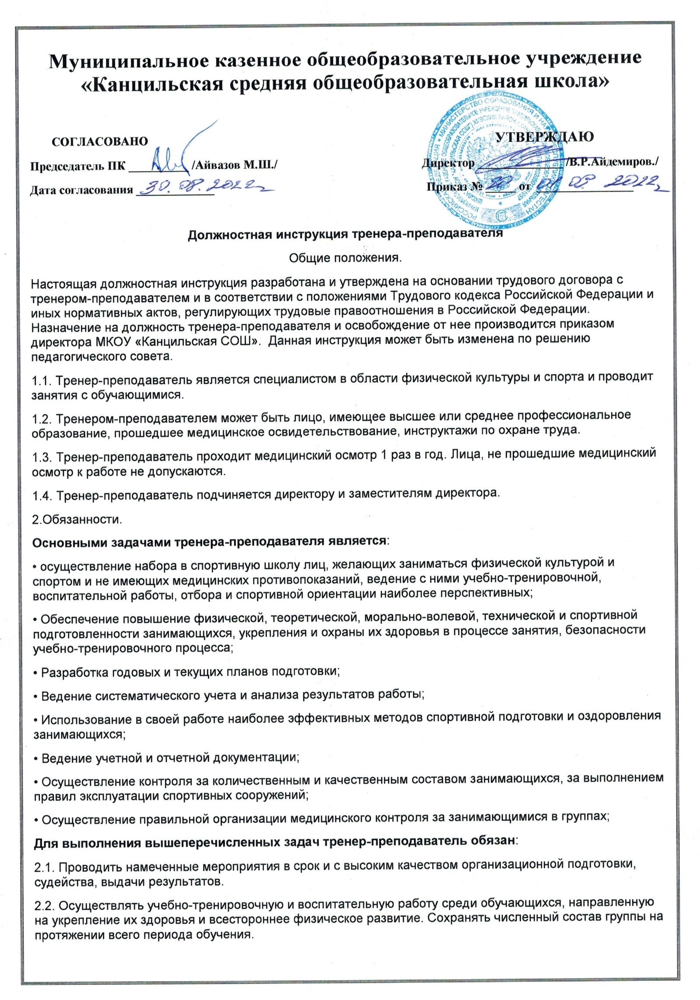 Муниципальное казенное общеобразовательное учреждение
«Канцильская средняя общеобразовательная школа»
СОГЛАСОВАНО
Председатель ПК /Айвазов М.Ш./
Дата согласования 30.08.2022г
УТВЕРЖДАЮ
Директор /В.Р.Айдемиров./
Приказ № от 2022г
Должностная инструкция тренера-преподавателя
Общие положения.
Настоящая должностная инструкция разработана и утверждена на основании трудового договора с
тренером-преподавателем и в соответствии с положениями Трудового кодекса Российской Федерации и
иных нормативных актов, регулирующих трудовые правоотношения в Российской Федерации.
Назначение на должность тренера-преподавателя и освобождение от нее производится приказом
директора МКОУ «Канцильская СОШ». Данная инструкция может быть изменена по решению
педагогического совета.
1.1. Тренер-преподаватель является специалистом в области физической культуры и спорта и проводит
занятия с обучающимися.
1.2. Тренером-преподавателем может быть лицо, имеющее высшее или среднее профессиональное
образование, прошедшее медицинское освидетельствование, инструктажи по охране труда.
1.3. Тренер-преподаватель проходит медицинский осмотр 1 раз в год. Лица, не прошедшие медицинский
осмотр к работе не допускаются.
1.4. Тренер-преподаватель подчиняется директору и заместителям директора.
2.Обязанности.
Основными задачами тренера-преподавателя является:
• осуществление набора в спортивную школу лиц, желающих заниматься физической культурой и
спортом и не имеющих медицинских противопоказаний, ведение с ними учебно-тренировочной,
воспитательной работы, отбора и спортивной ориентации наиболее перспективных;
• Обеспечение повышение физической, теоретической, морально-волевой, технической и спортивной
подготовленности занимающихся, укрепления и охраны их здоровья в процессе занятия, безопасности
учебно-тренировочного процесса;
• Разработка годовых и текущих планов подготовки;
• Ведение систематического учета и анализа результатов работы;
• Использование в своей работе наиболее эффективных методов спортивной подготовки и оздоровления
занимающихся;
• Ведение учетной и отчетной документации;
• Осуществление контроля за количественным и качественным составом занимающихся, за выполнением
правил эксплуатации спортивных сооружений;
• Осуществление правильной организации медицинского контроля за занимающимися в группах;
Для выполнения вышеперечисленных задач тренер-преподаватель обязан:
2.1. Проводить намеченные мероприятия в срок и с высоким качеством организационной подготовки,
судейства, выдачи результатов.
2.2. Осуществлять учебно-тренировочную и воспитательную работу среди обучающихся, направленную
на укрепление их здоровья и всестороннее физическое развитие. Сохранять численный состав группы на
протяжении всего периода обучения.